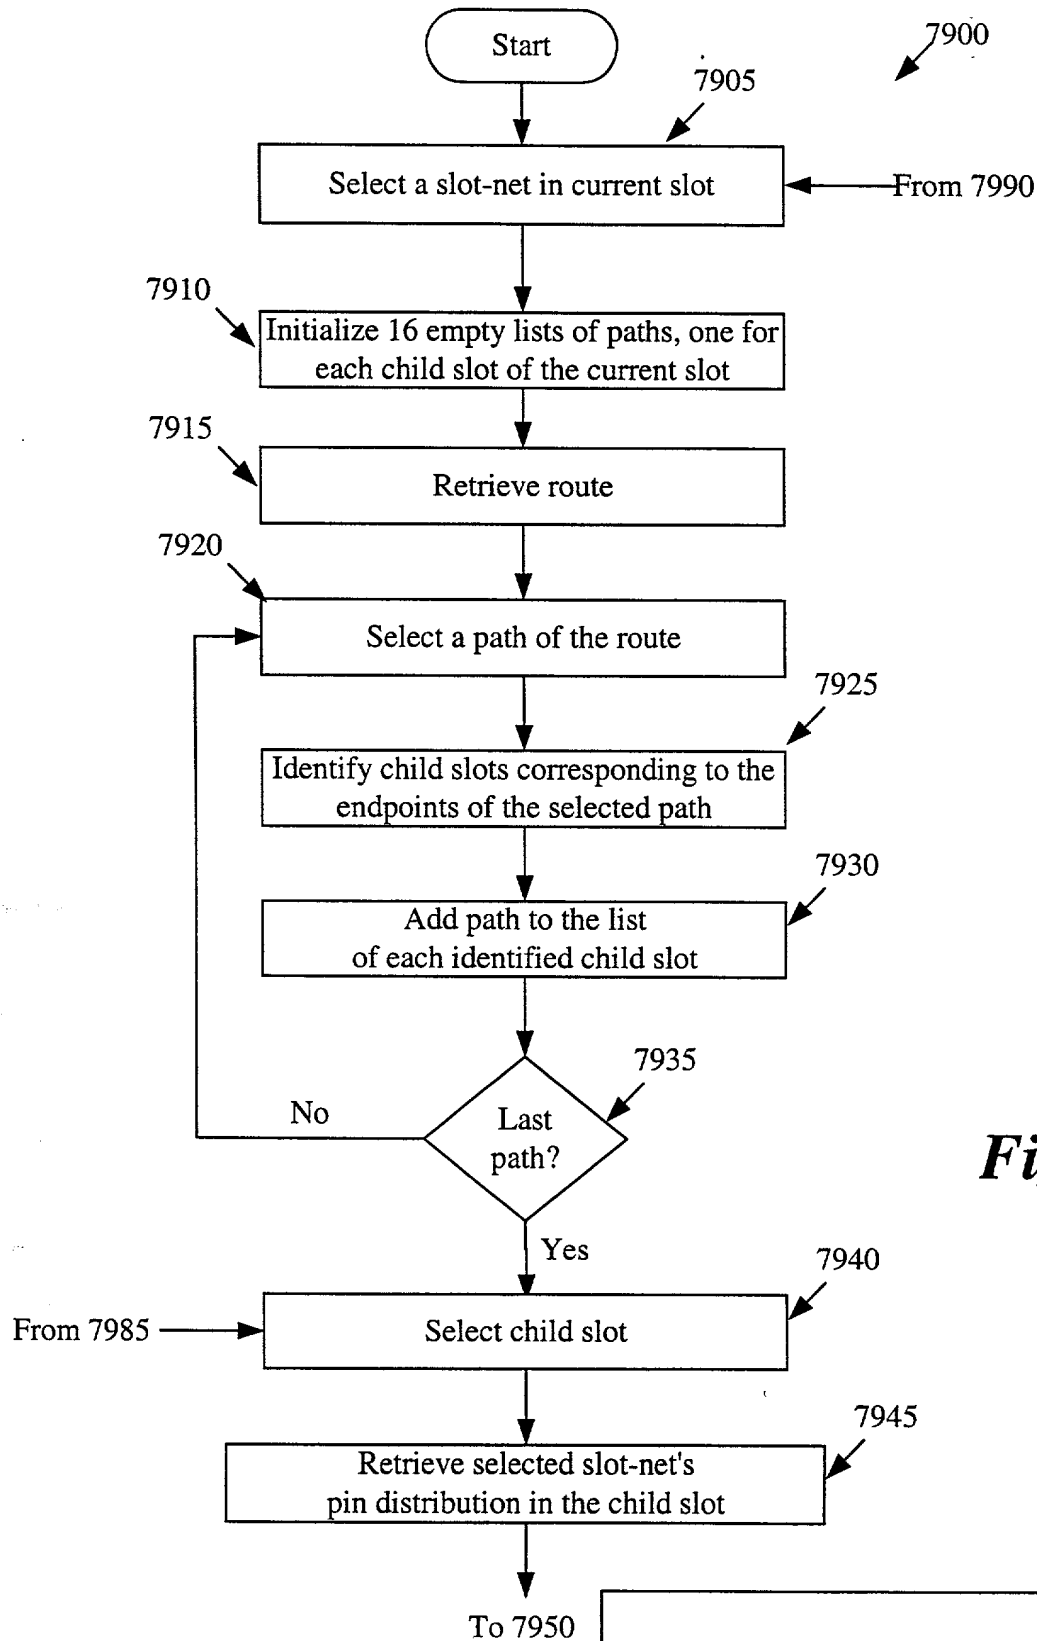 Start
7900
7905
Select a slot-net in current slot
From 7990
7910
Initialize 16 empty lists of paths, one for
each child slot of the current slot
7915
Retrieve route
7920
Select a path of the route
7925
Identify child slots corresponding to the
endpoints of the selected path
7930
Add path to the list
of each identified child slot
7935
Last
path?
No
Yes
7940
From 7985
Select child slot
7945
Retrieve selected slot-net's
pin distribution in the child slot
To 7950